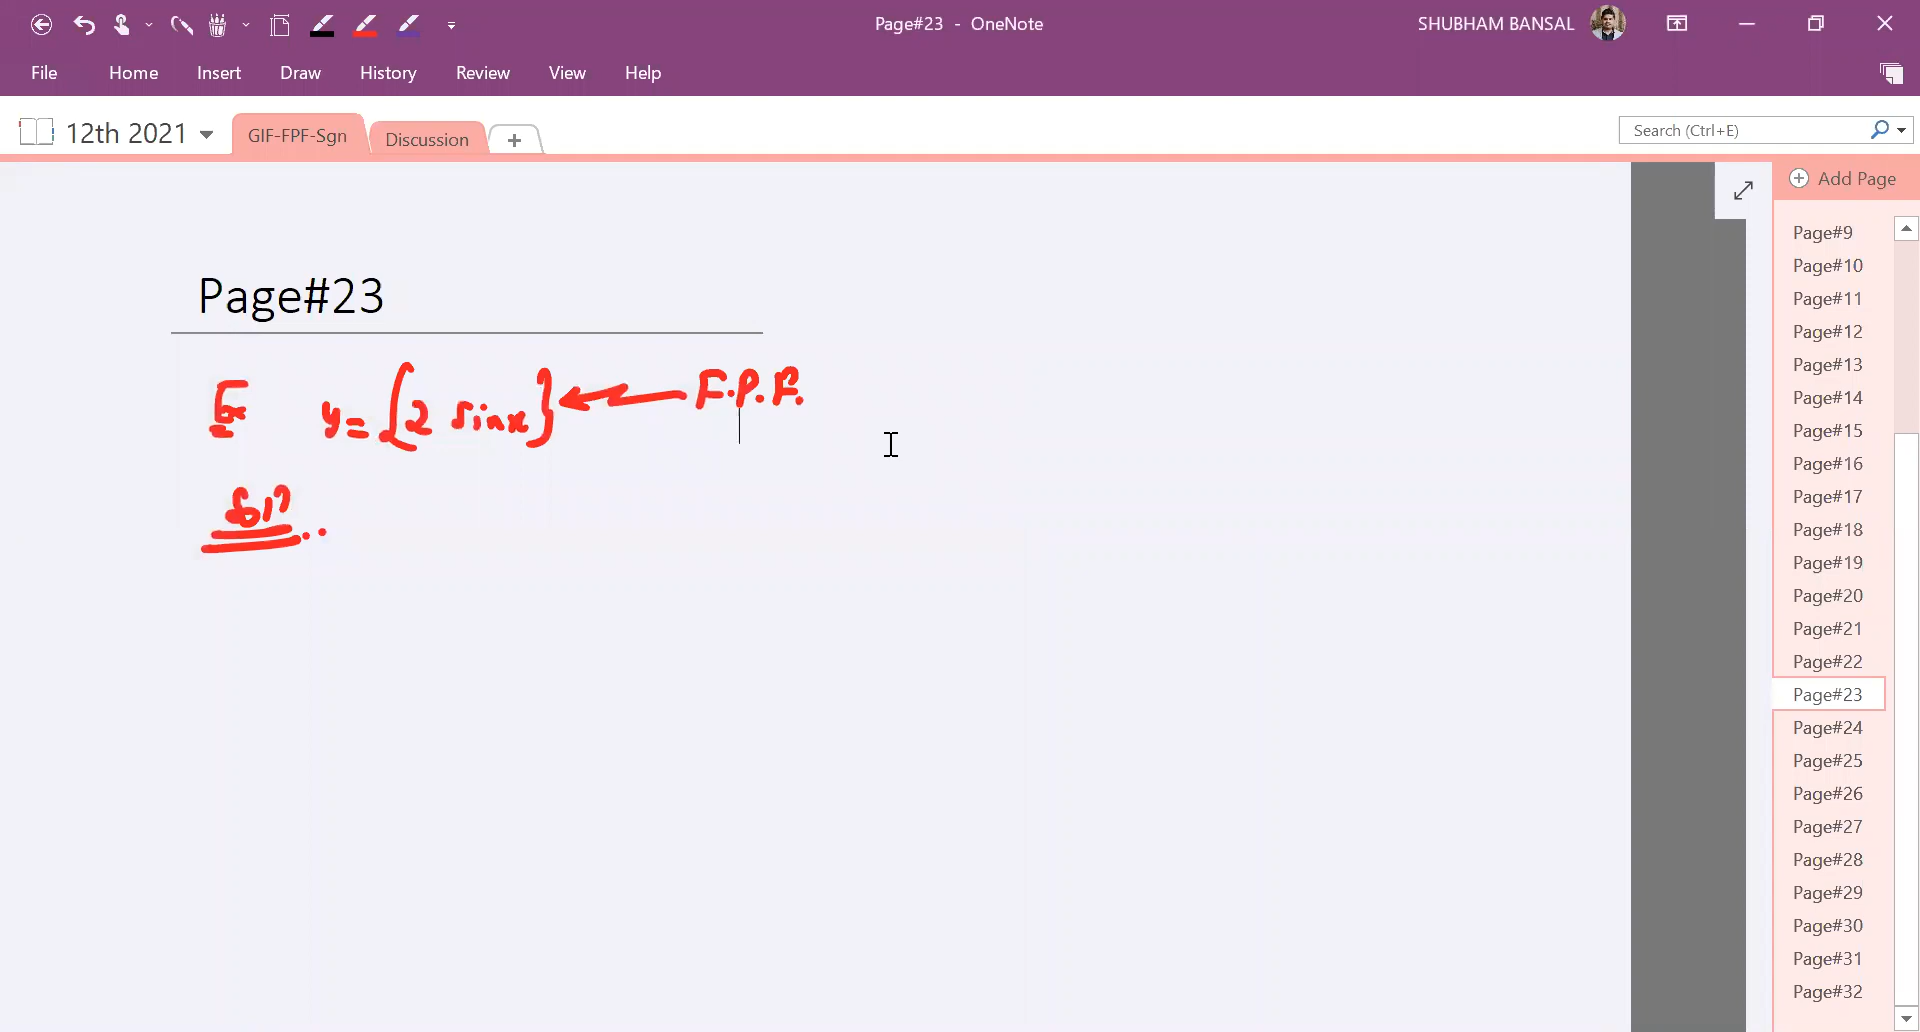 Page#23 - OneNote
SHUBHAM BANSAL
File Home Insert Draw History Review View Help
12th 2021
GIF-FPF-Sgn
Discussion
Search (Ctrl+E)
Add Page
Page#23
Ex y = {2 sinx} F.P.F.
Sol?
Page#9
Page#10
Page#11
Page#12
Page#13
Page#14
Page#15
Page#16
Page#17
Page#18
Page#19
Page#20
Page#21
Page#22
Page#23
Page#24
Page#25
Page#26
Page#27
Page#28
Page#29
Page#30
Page#31
Page#32